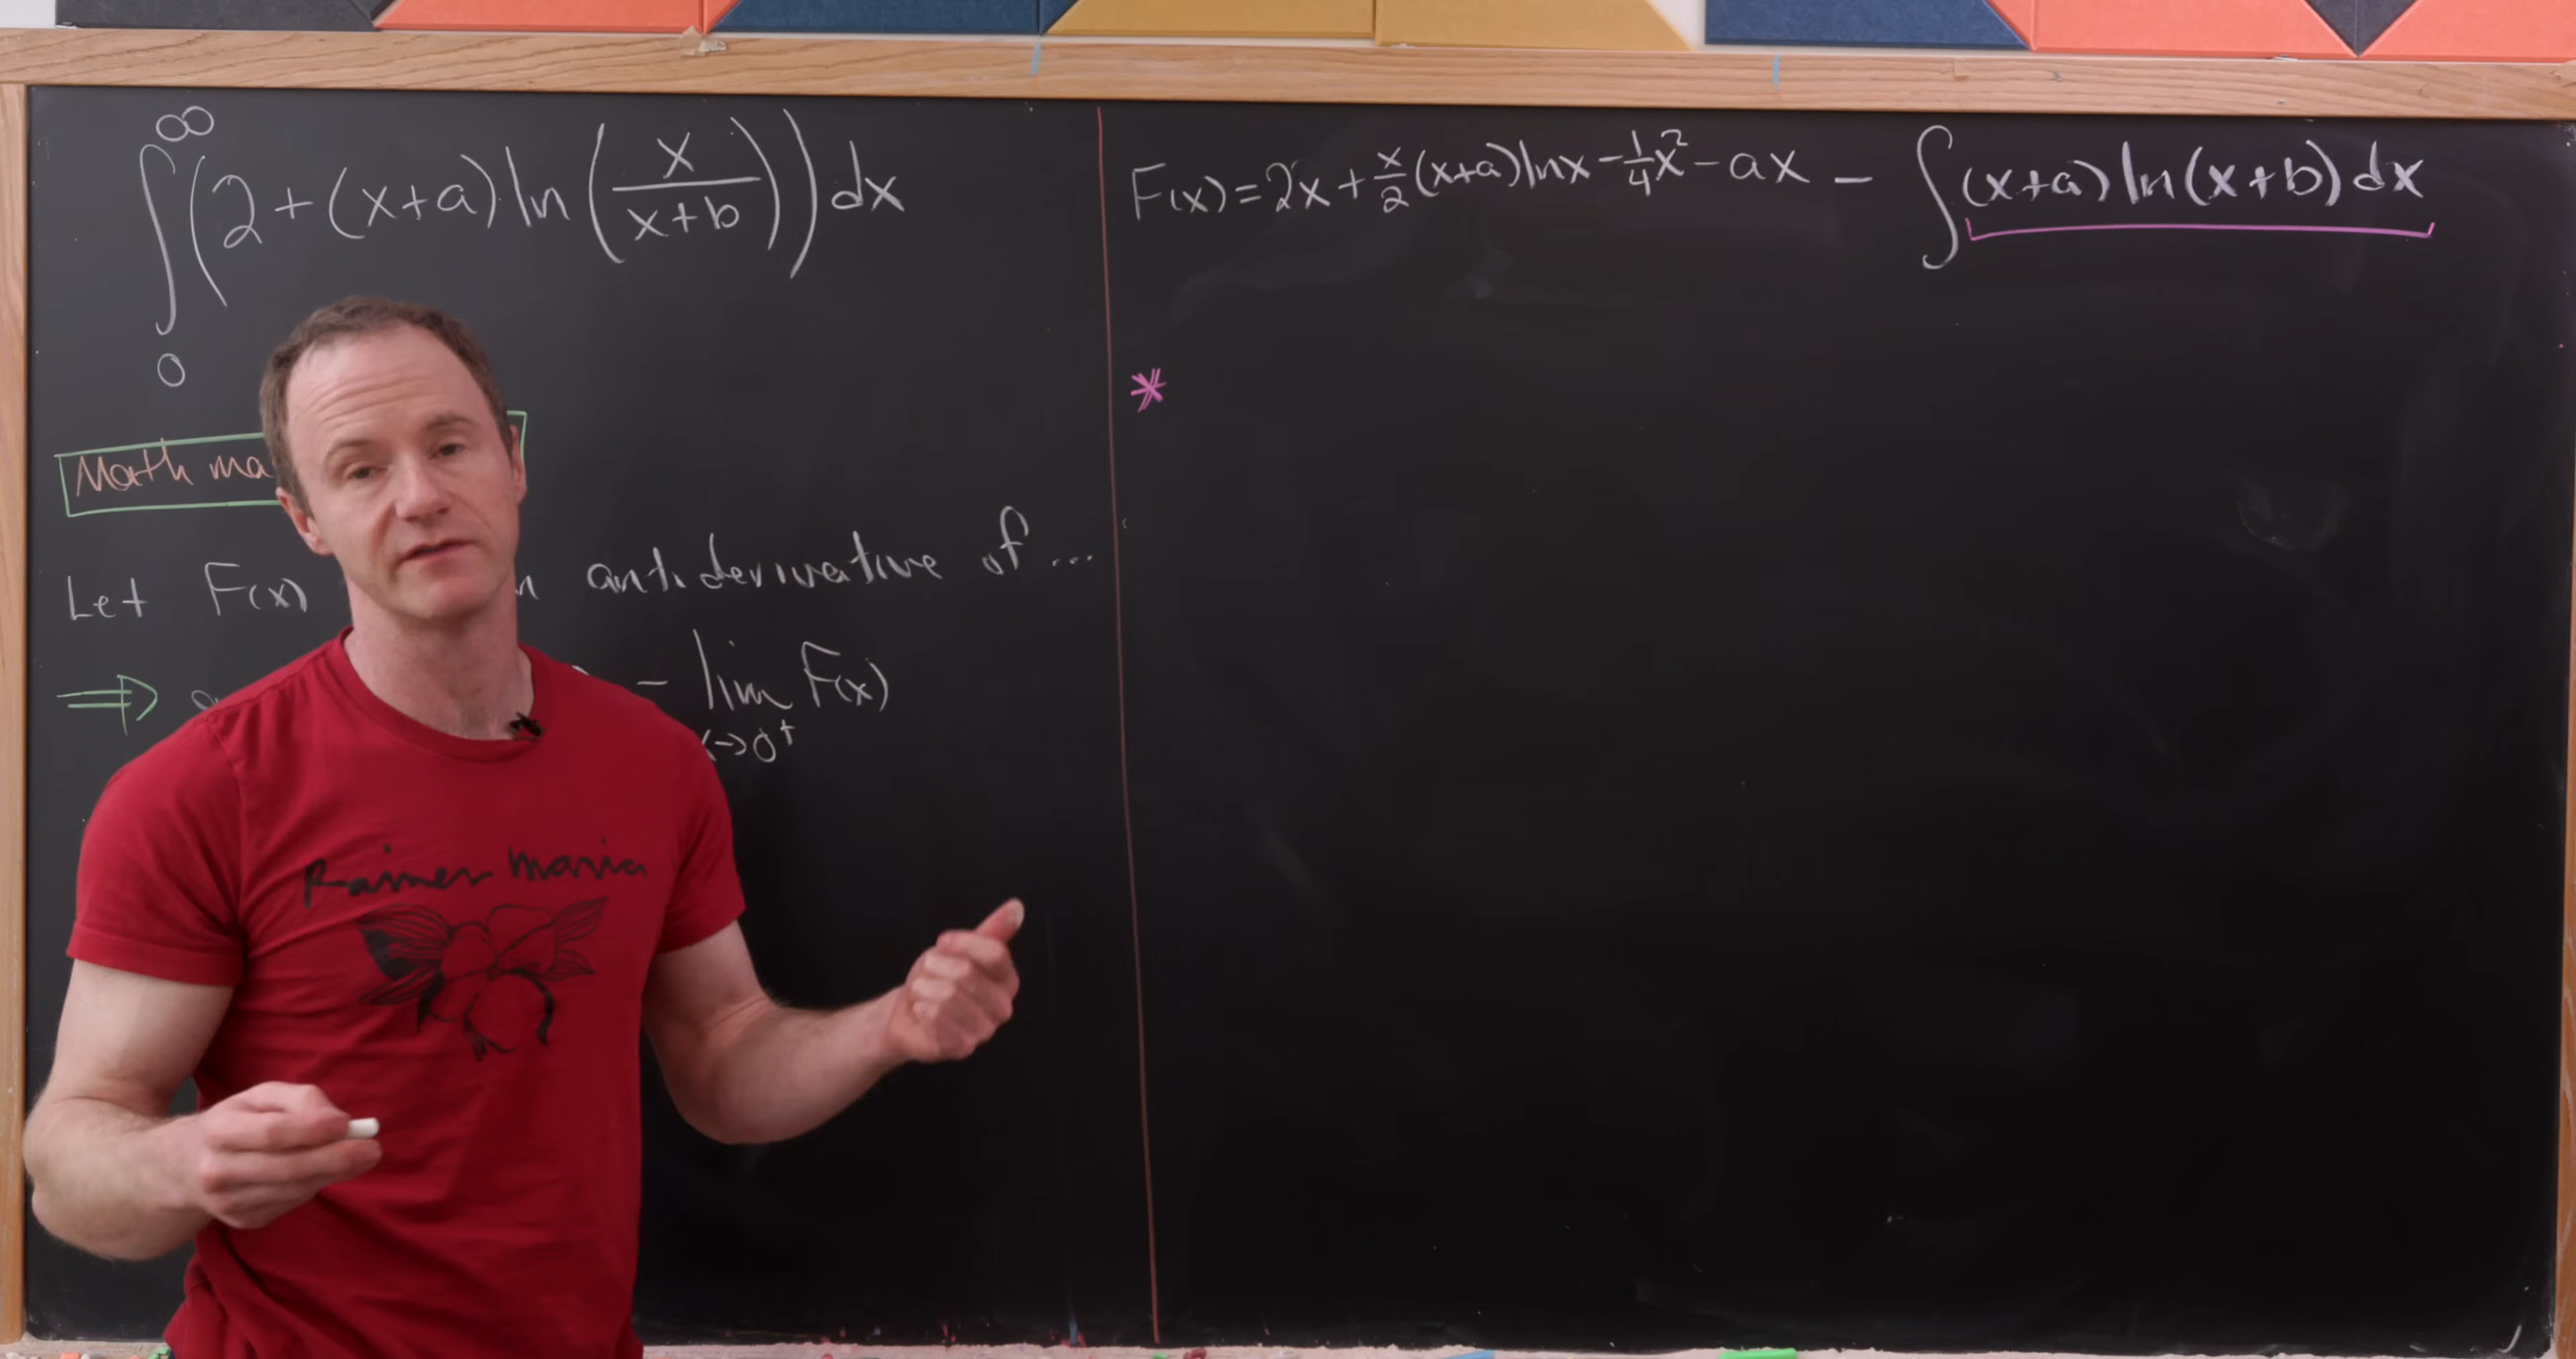 ∫₀^∞ (2 + (x+a) ln(x/(x+b))) dx
Math ma
Let F(x) n antiderivative of ...
⟹ - lim F(x)
x→0⁺
F(x) = 2x + x/2 (x+a) ln x - 1/4 x² - ax - ∫(x+a) ln(x+b) dx
*
Rainer Maria